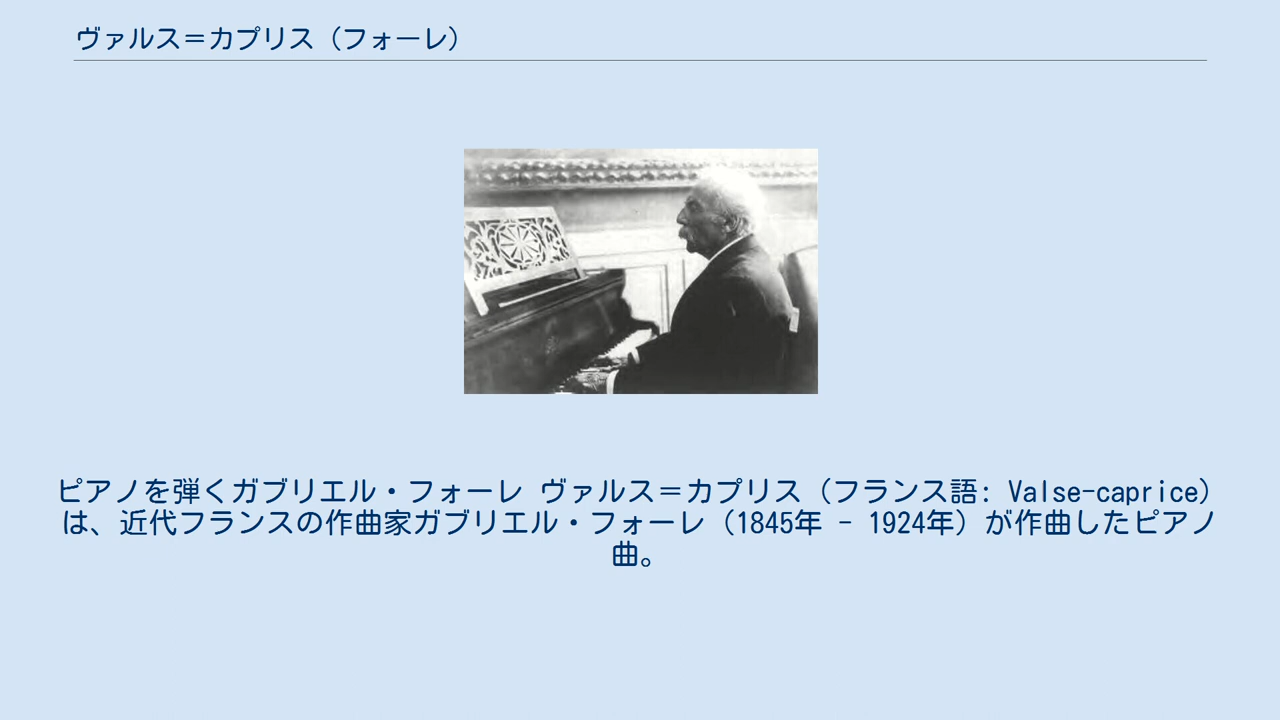 ヴァルス＝カプリス（フォーレ）
ピアノを弾くガブリエル・フォーレ ヴァルス＝カプリス（フランス語: Valse-caprice）
は、近代フランスの作曲家ガブリエル・フォーレ（1845年 - 1924年）が作曲したピアノ
曲。